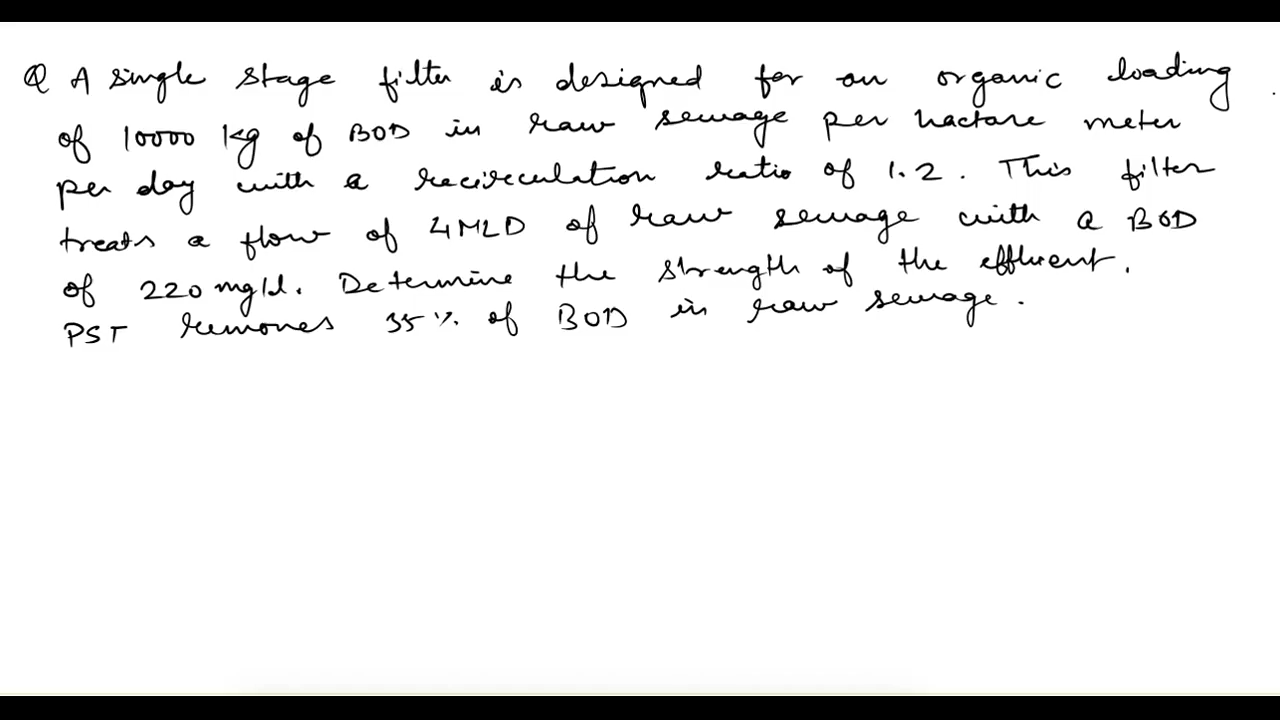 Q A single stage filter is designed for an organic loading
of 10000 kg of BOD in raw sewage per hactare meter
per day with a recirculation ratio of 1.2. This filter
treats a flow of 4MLD of raw sewage with a BOD
of 220 mg/l. Determine the strength of the effluent.
PST removes 35% of BOD in raw sewage.